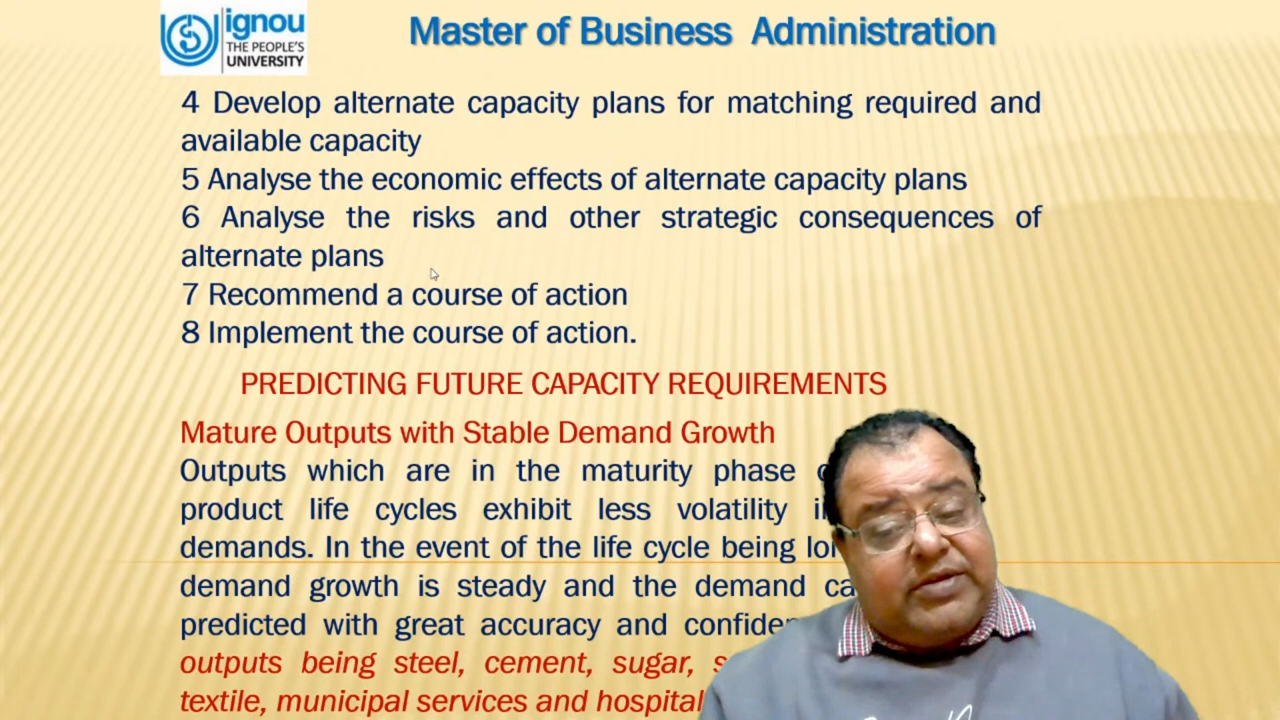 ignou
THE PEOPLE'S
UNIVERSITY
Master of Business Administration
4 Develop alternate capacity plans for matching required and
available capacity
5 Analyse the economic effects of alternate capacity plans
6 Analyse the risks and other strategic consequences of
alternate plans
7 Recommend a course of action
8 Implement the course of action.
PREDICTING FUTURE CAPACITY REQUIREMENTS
Mature Outputs with Stable Demand Growth
Outputs which are in the maturity phase
product life cycles exhibit less volatility
demands. In the event of the life cycle being
demand growth is steady and the demand
predicted with great accuracy and
outputs being steel, cement, sugar,
textile, municipal services and